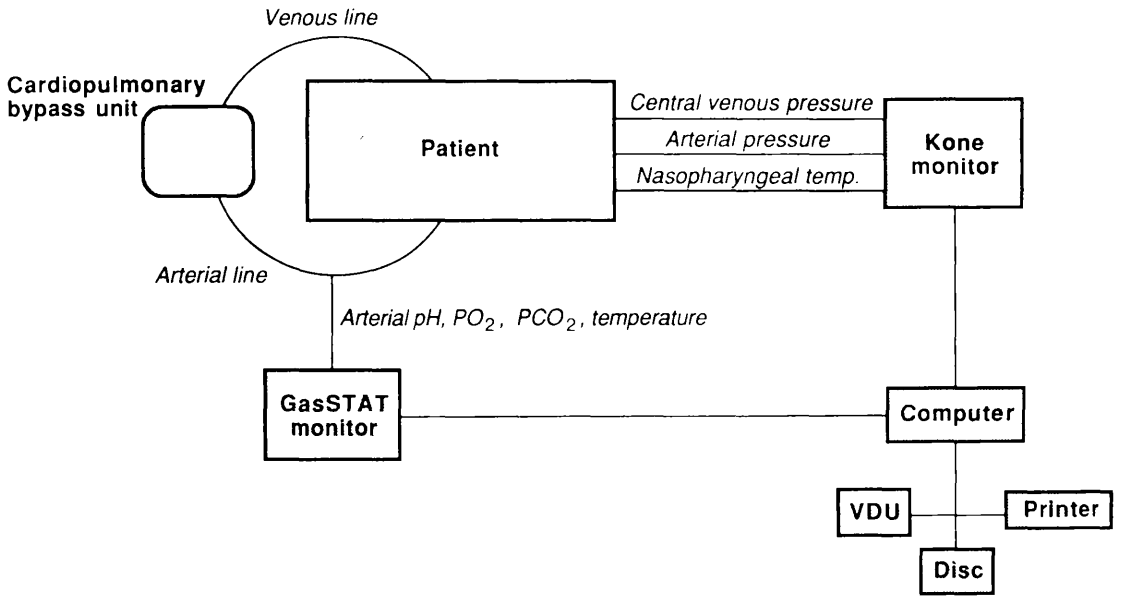 Venous line
Cardiopulmonary
bypass unit
Patient
Central venous pressure
Arterial pressure
Nasopharyngeal temp.
Kone
monitor
Arterial line
Arterial pH, PO₂, PCO₂, temperature
GasSTAT
monitor
Computer
VDU
Printer
Disc